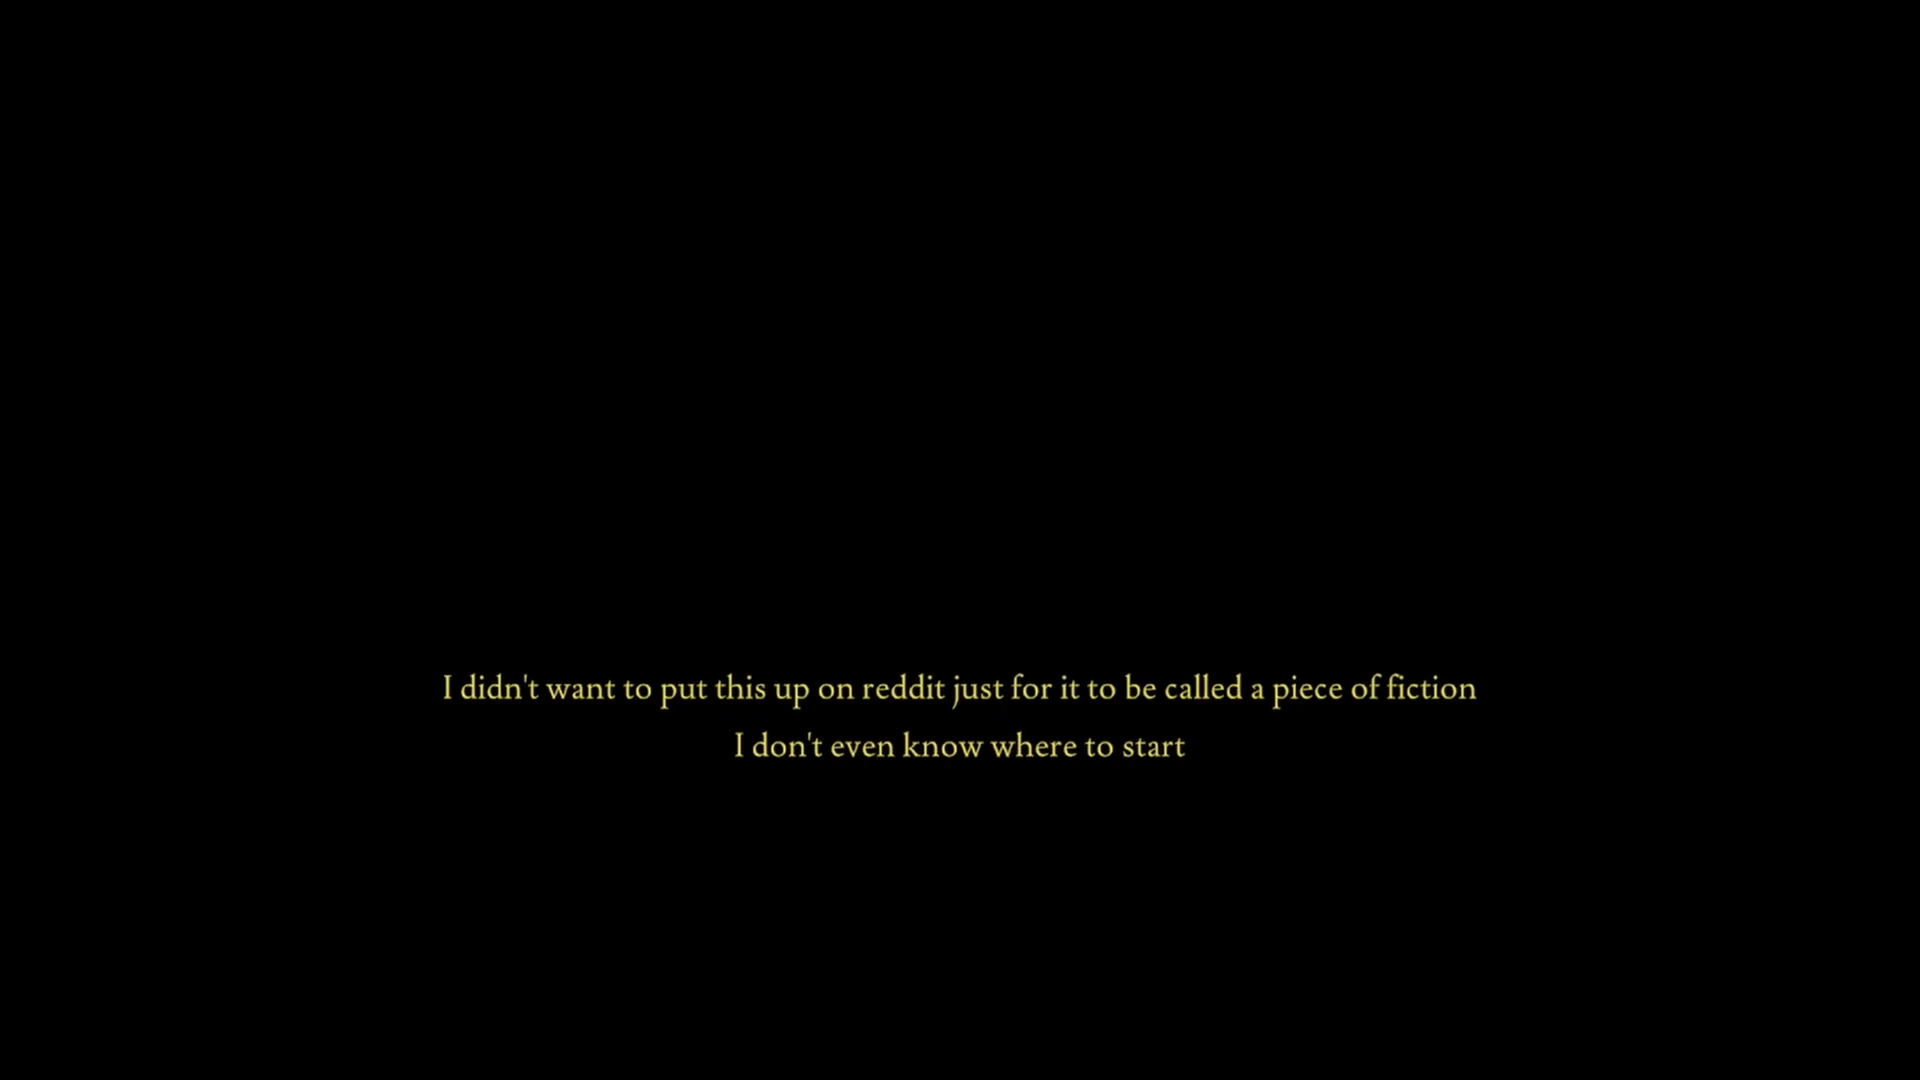 I didn't want to put this up on reddit just for it to be called a piece of fiction
I don't even know where to start